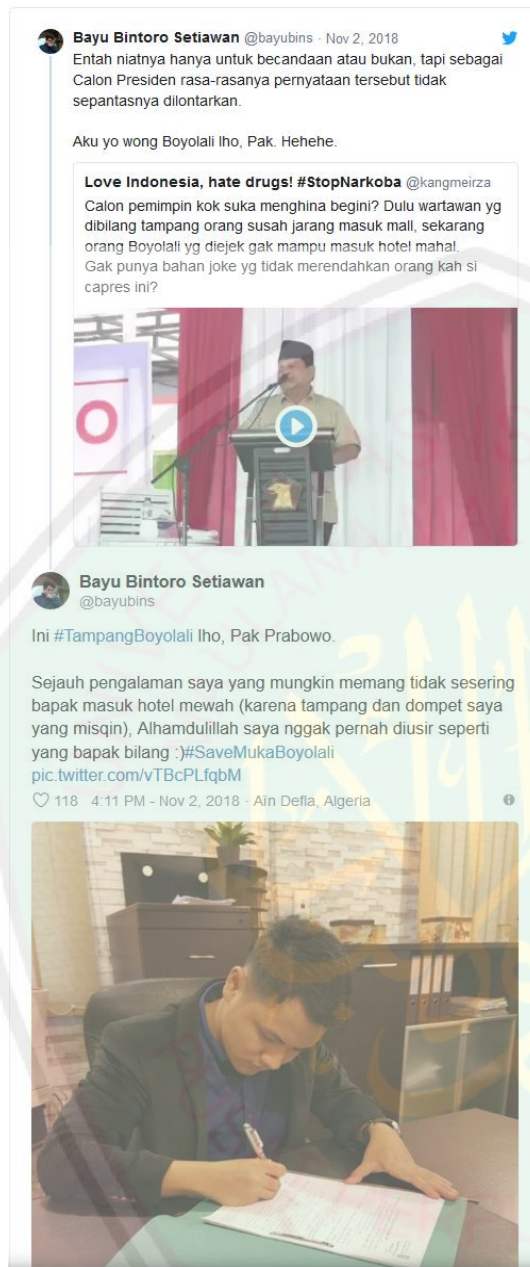 Bayu Bintoro Setiawan @bayubins · Nov 2, 2018
Entah niatnya hanya untuk becandaan atau bukan, tapi sebagai
Calon Presiden rasa-rasanya pernyataan tersebut tidak
sepantasnya dilontarkan.
Aku yo wong Boyolali lho, Pak. Hehehe.
Love Indonesia, hate drugs! #StopNarkoba @kangmeirza
Calon pemimpin kok suka menghina begini? Dulu wartawan yg
dibilang tampang orang susah jarang masuk mall, sekarang
orang Boyolali yg diejek gak mampu masuk hotel mahal.
Gak punya bahan joke yg tidak merendahkan orang kah si
capres ini?
O
Bayu Bintoro Setiawan
@bayubins
Ini #TampangBoyolali lho, Pak Prabowo.
Sejauh pengalaman saya yang mungkin memang tidak sesering
bapak masuk hotel mewah (karena tampang dan dompet saya
yang misqin), Alhamdulillah saya nggak pernah diusir seperti
yang bapak bilang :)#SaveMukaBoyolali
pic.twitter.com/vTBcPLfqbM
118 4:11 PM - Nov 2, 2018 · Aïn Defla, Algeria